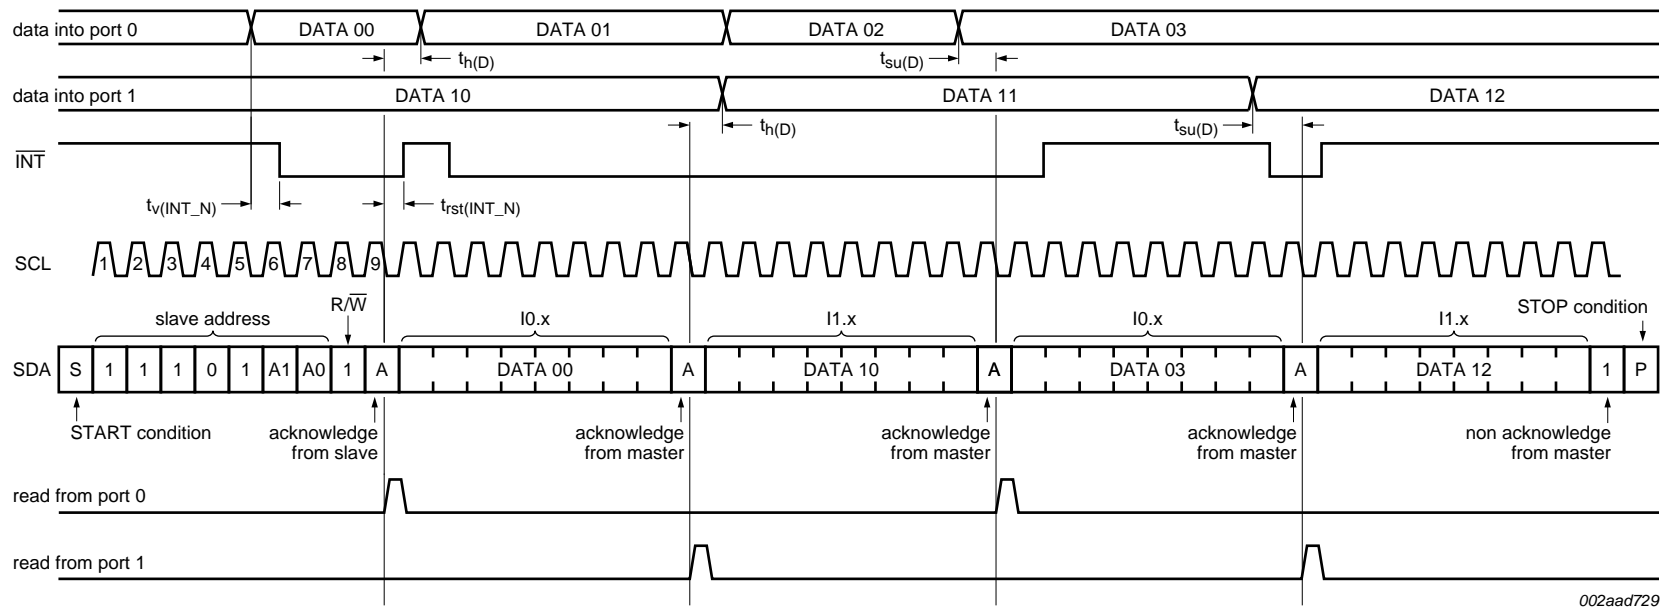 data into port 0 DATA 00 DATA 01 DATA 02 DATA 03
th(D) tsu(D)
data into port 1 DATA 10 DATA 11 DATA 12
th(D) tsu(D)
INT
tv(INT_N) trst(INT_N)
SCL 1 2 3 4 5 6 7 8 9
R/W STOP condition
slave address I0.x I1.x I0.x I1.x
SDA S 1 1 1 0 1 A1 A0 1 A DATA 00 A DATA 10 A DATA 03 A DATA 12 1 P
START condition acknowledge acknowledge acknowledge acknowledge non acknowledge
from slave from master from master from master from master
read from port 0
read from port 1
002aad729